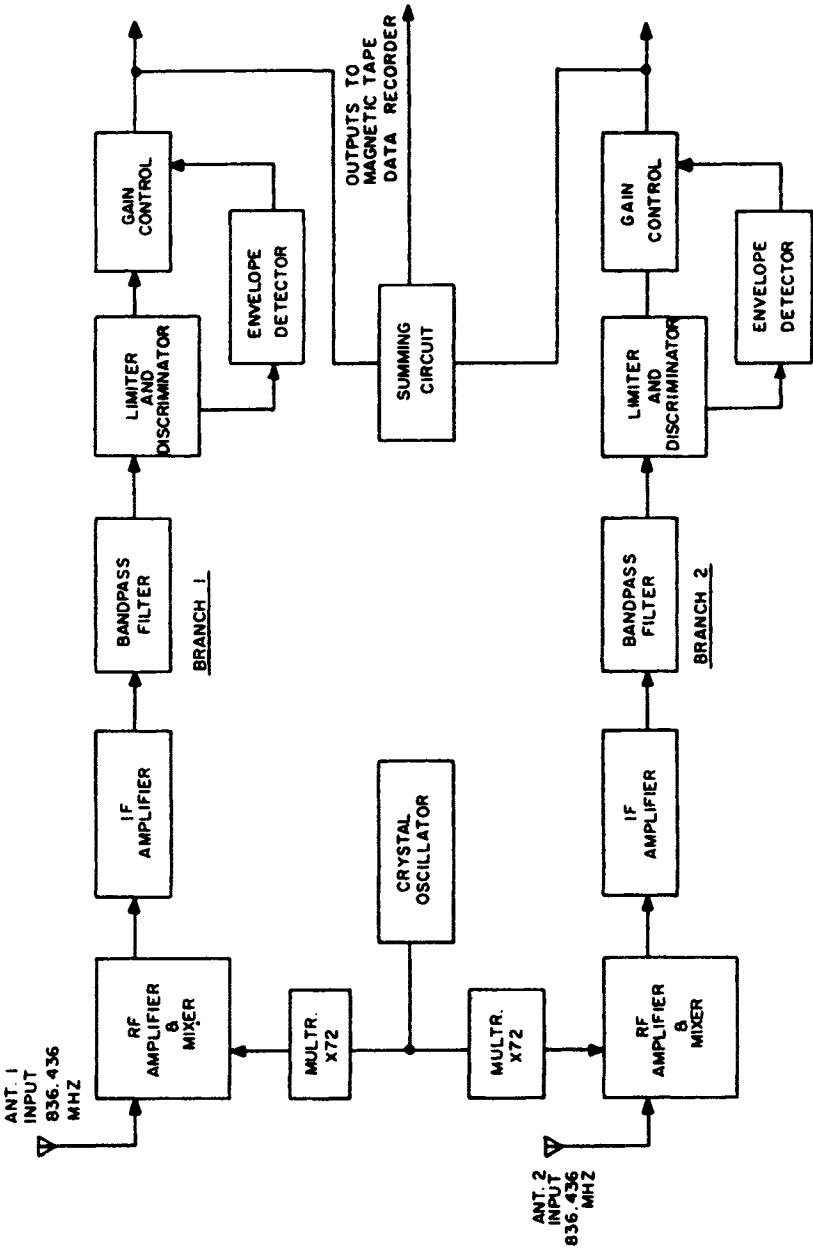 ANT. 1
INPUT
836.436
MHZ
RF
AMPLIFIER
&
MIXER
IF
AMPLIFIER
BANDPASS
FILTER
BRANCH 1
LIMITER
AND
DISCRIMINATOR
ENVELOPE
DETECTOR
GAIN
CONTROL
MULTR.
X72
CRYSTAL
OSCILLATOR
MULTR.
X72
SUMMING
CIRCUIT
OUTPUTS TO
MAGNETIC TAPE
DATA RECORDER
ANT. 2
INPUT
836.436
MHZ
RF
AMPLIFIER
&
MIXER
IF
AMPLIFIER
BANDPASS
FILTER
BRANCH 2
LIMITER
AND
DISCRIMINATOR
ENVELOPE
DETECTOR
GAIN
CONTROL